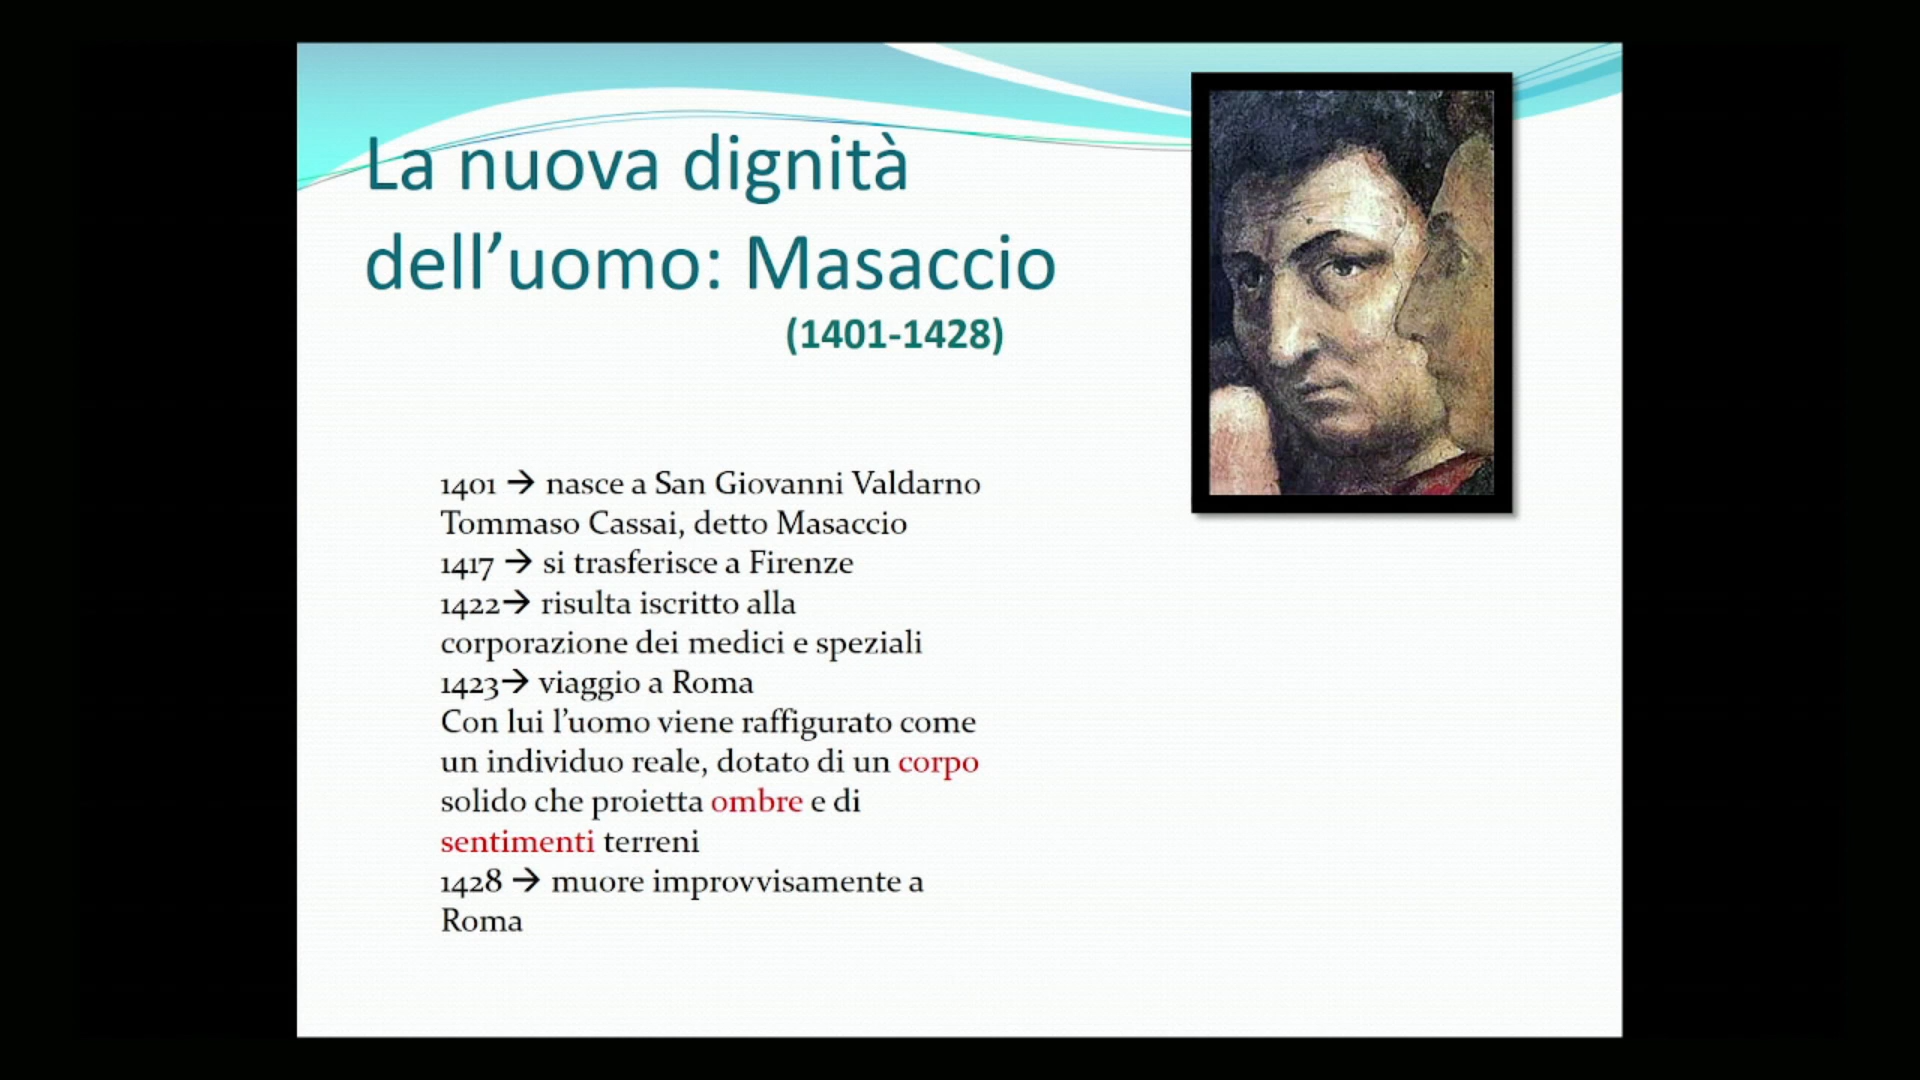 La nuova dignità
dell’uomo: Masaccio
(1401-1428)
1401 → nasce a San Giovanni Valdarno
Tommaso Cassai, detto Masaccio
1417 → si trasferisce a Firenze
1422→ risulta iscritto alla
corporazione dei medici e speziali
1423→ viaggio a Roma
Con lui l’uomo viene raffigurato come
un individuo reale, dotato di un corpo
solido che proietta ombre e di
sentimenti terreni
1428 → muore improvvisamente a
Roma